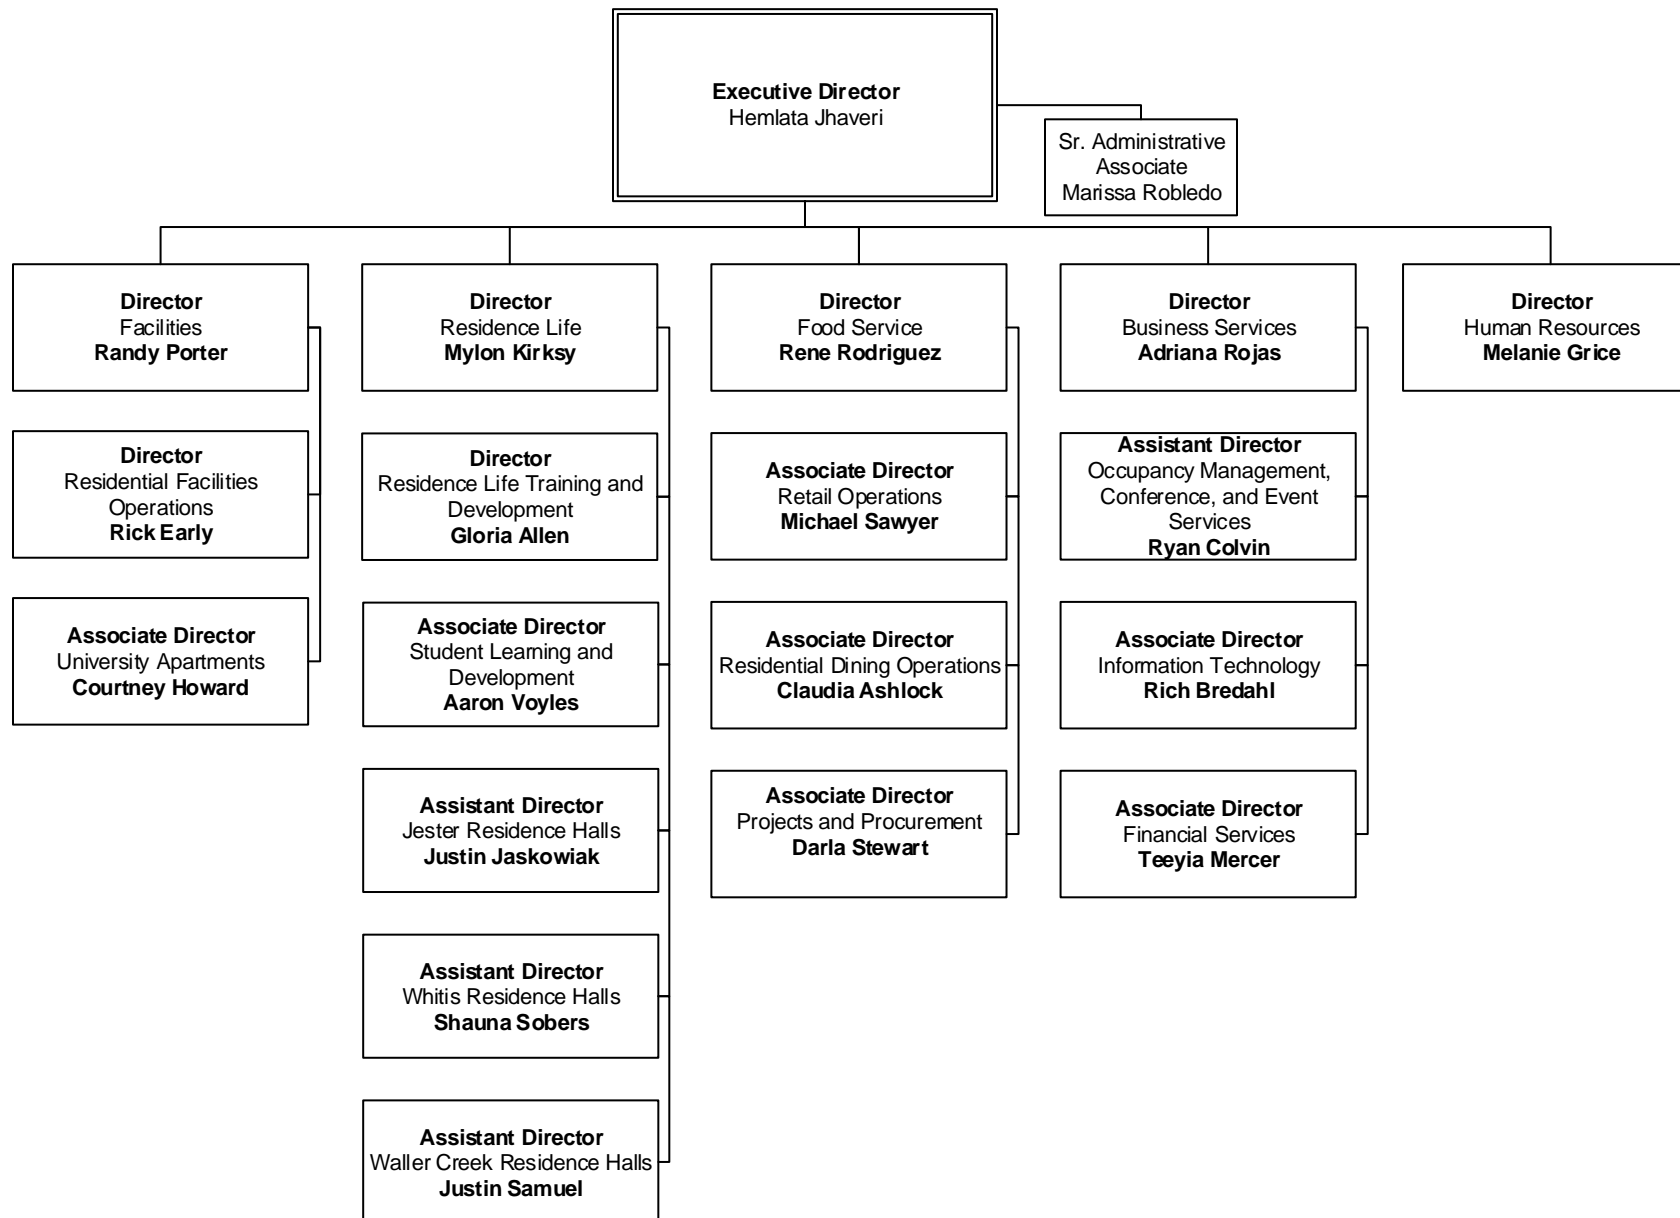 Executive Director
Hemlata Jhaveri
Sr. Administrative
Associate
Marissa Robledo
Director
Facilities
Randy Porter
Director
Residential Facilities
Operations
Rick Early
Associate Director
University Apartments
Courtney Howard
Director
Residence Life
Mylon Kirksy
Director
Residence Life Training and
Development
Gloria Allen
Associate Director
Student Learning and
Development
Aaron Voyles
Assistant Director
Jester Residence Halls
Justin Jaskowiak
Assistant Director
Whitis Residence Halls
Shauna Sobers
Assistant Director
Waller Creek Residence Halls
Justin Samuel
Director
Food Service
Rene Rodriguez
Associate Director
Retail Operations
Michael Sawyer
Associate Director
Residential Dining Operations
Claudia Ashlock
Associate Director
Projects and Procurement
Darla Stewart
Director
Business Services
Adriana Rojas
Assistant Director
Occupancy Management,
Conference, and Event
Services
Ryan Colvin
Associate Director
Information Technology
Rich Bredahl
Associate Director
Financial Services
Teeyia Mercer
Director
Human Resources
Melanie Grice